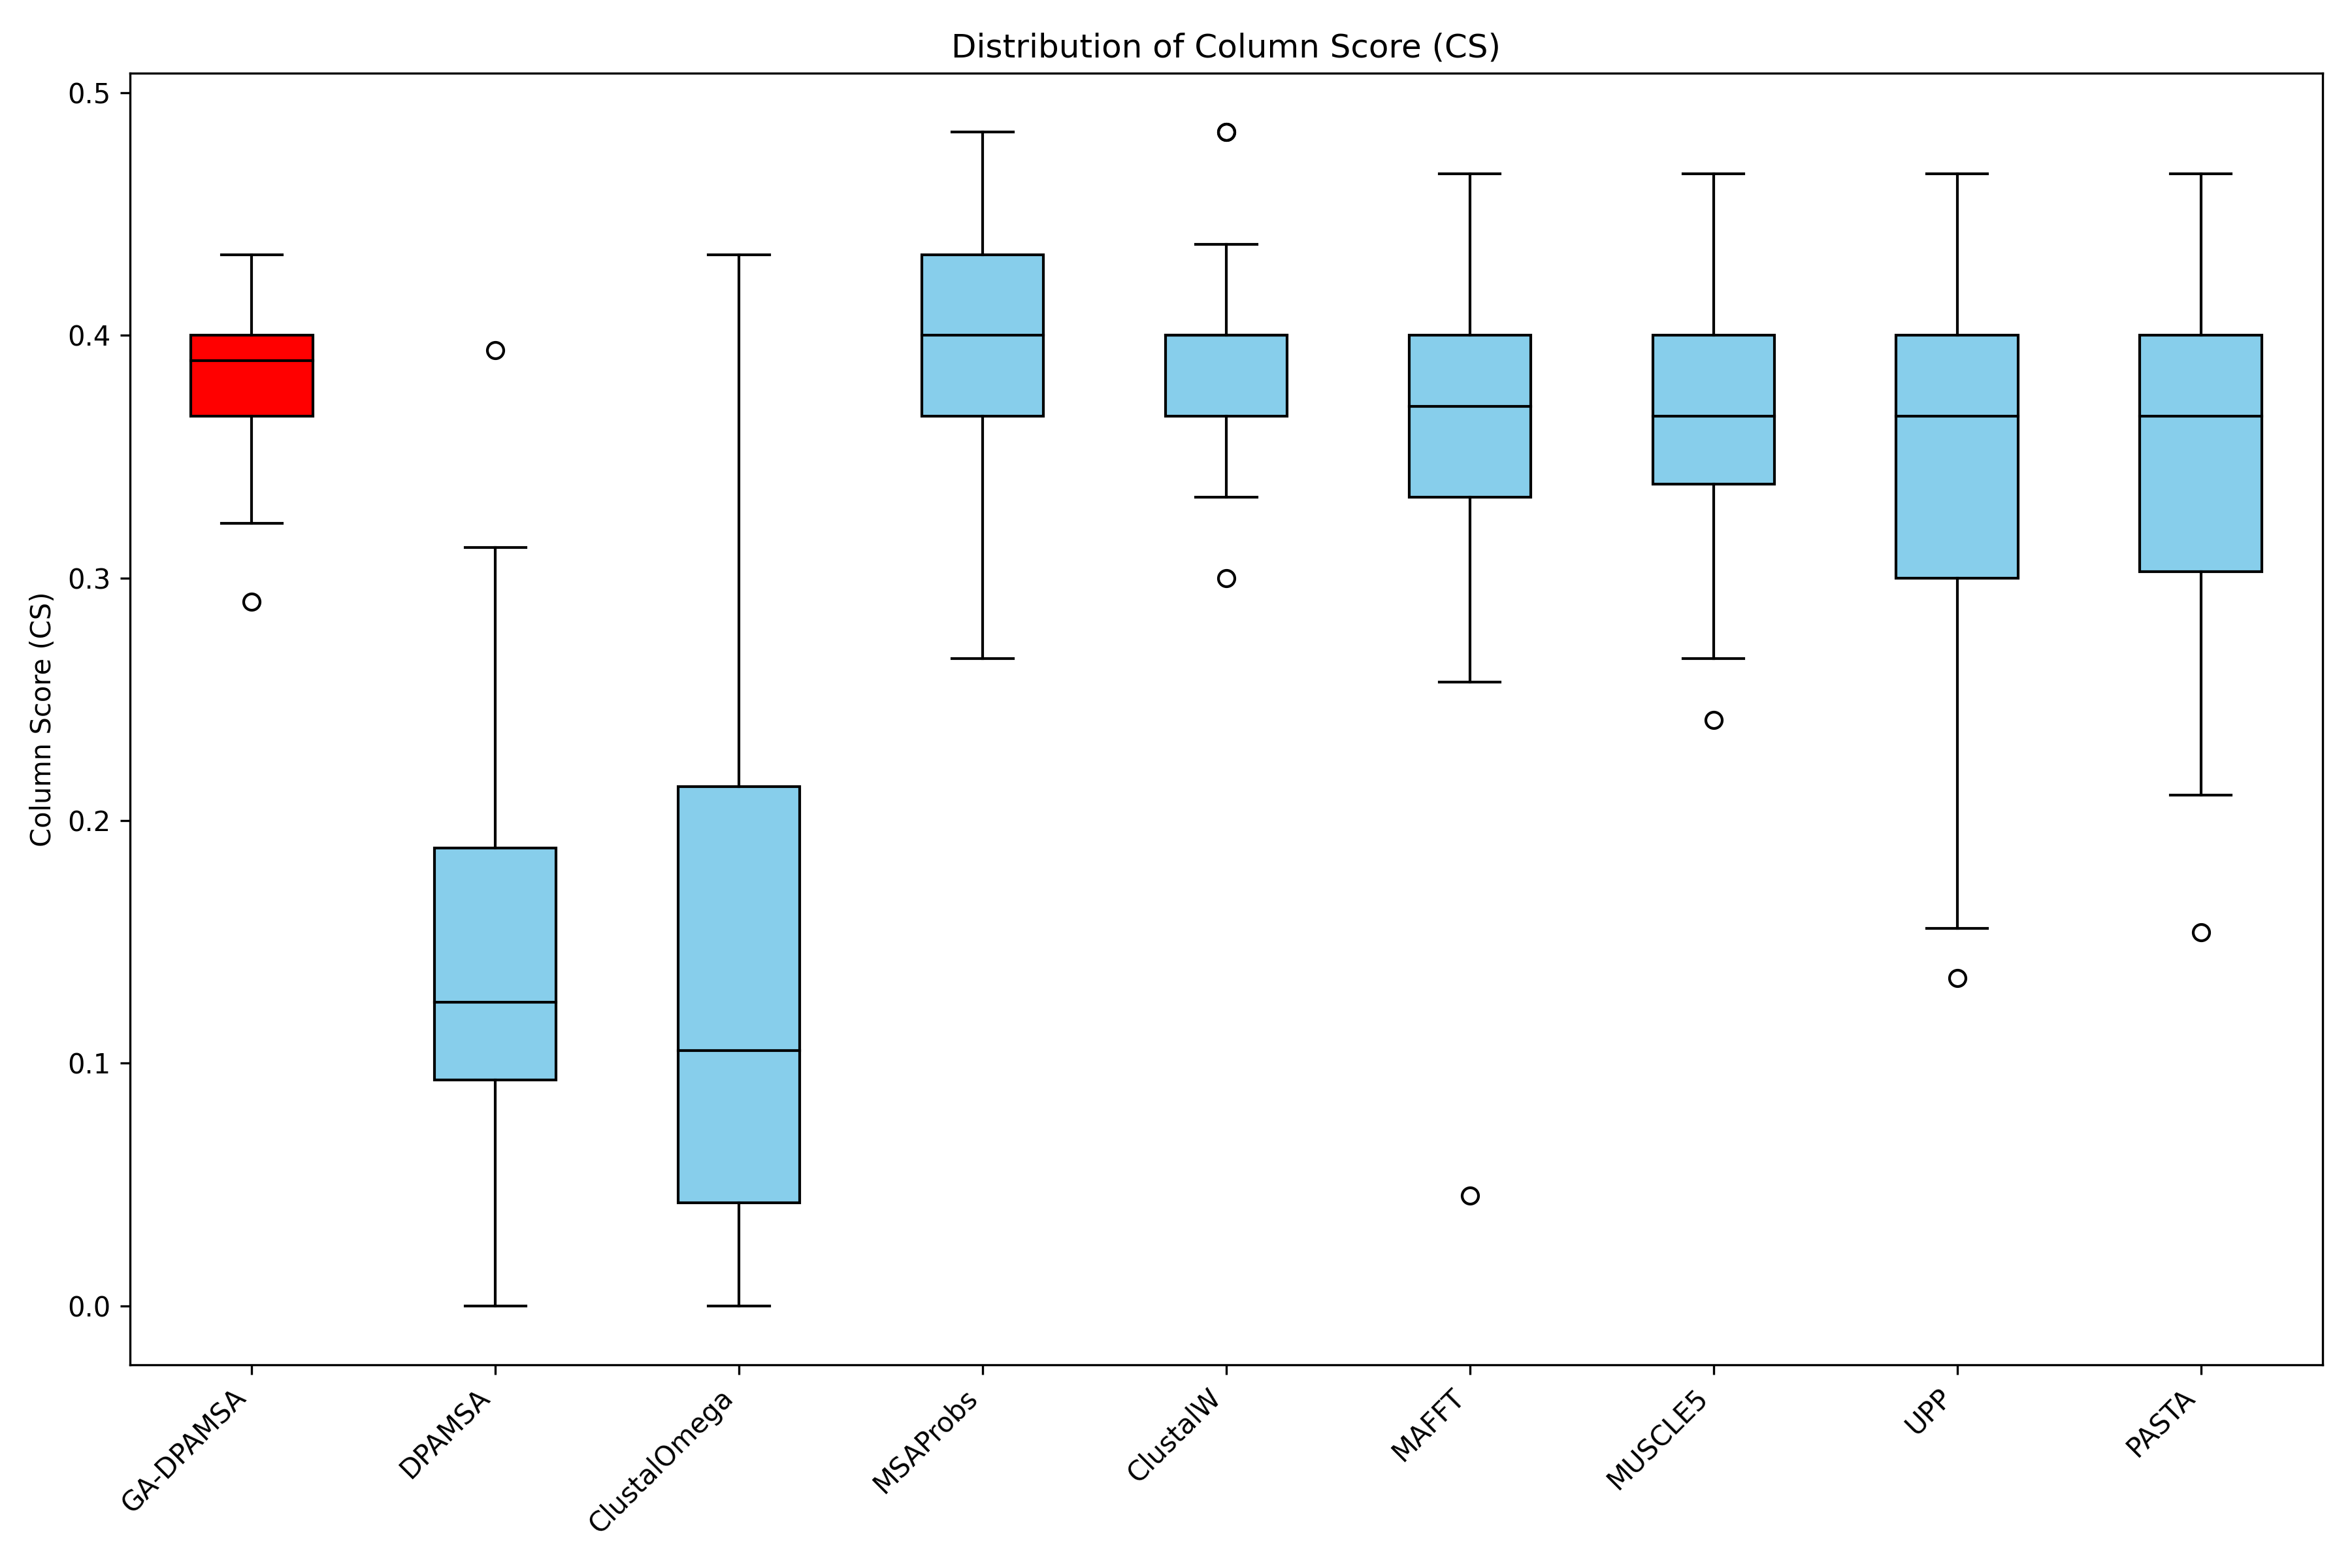 Distribution of Column Score (CS)
Column Score (CS)
0.5
0.4
0.3
0.2
0.1
0.0
GA-DPAMSA
DPAMSA
ClustalOmega
MSAProbs
ClustalW
MAFFT
MUSCLE5
UPP
PASTA